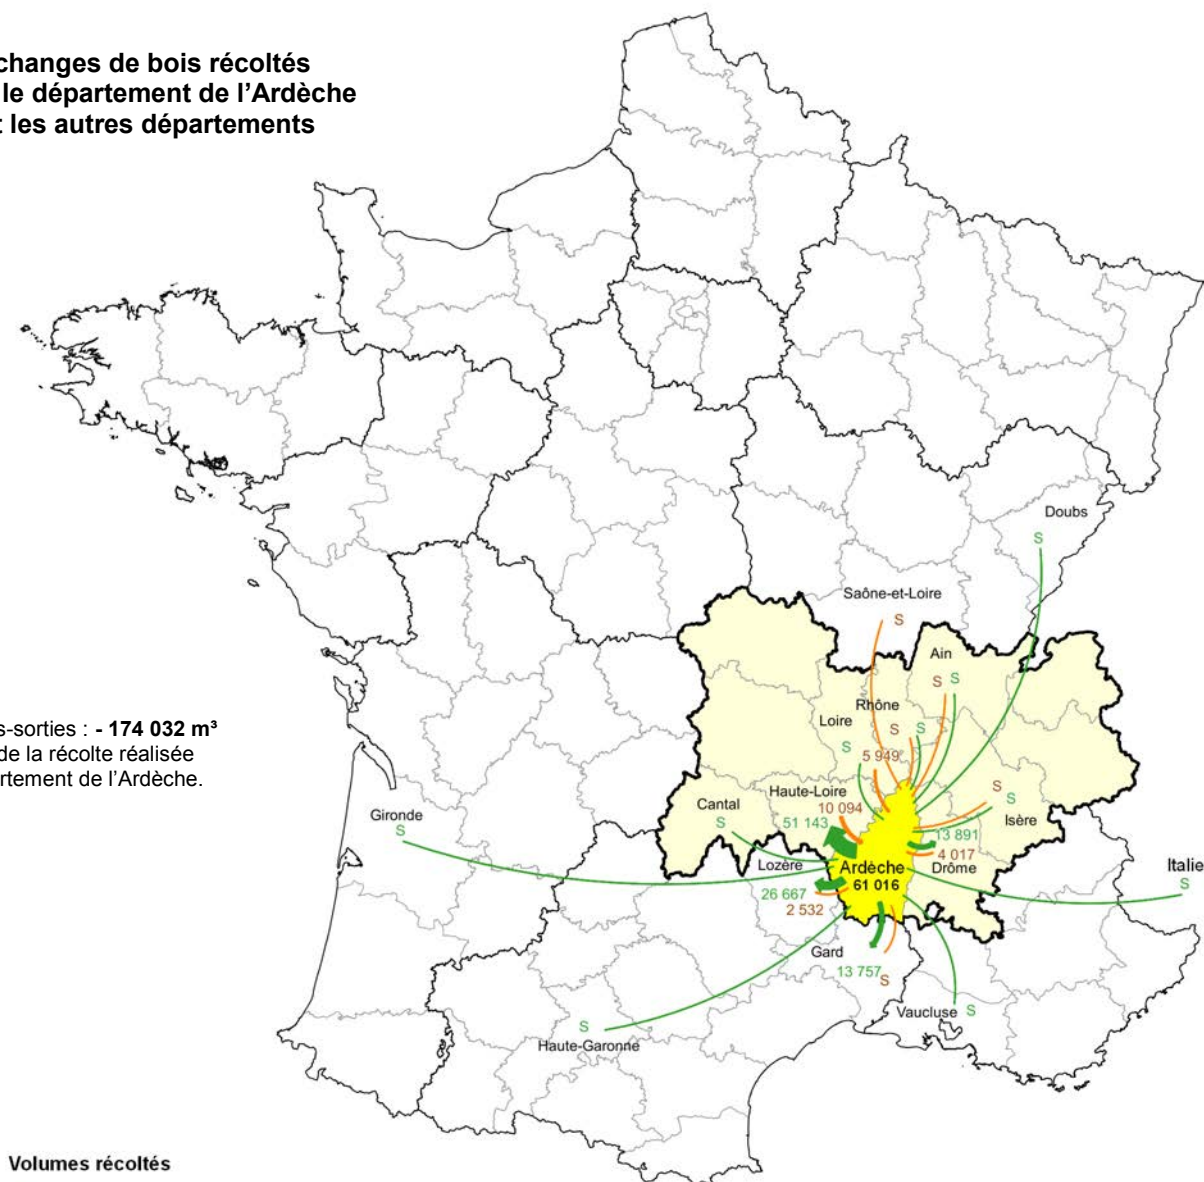 changes de bois récoltés
le département de l’Ardèche
t les autres départements
Doubs
S
Saône-et-Loire
S
Ain
S S
Rhône
Loire
S S
S
5 949
s-sorties : - 174 032 m³
de la récolte réalisée
artement de l’Ardèche.
Haute-Loire
10 094
51 143
Cantal
S
S
S
Isère
Gironde
S
13 891
4 017
Drôme
Lozère
Ardèche
61 016
Italie
S
26 667
2 532
Gard
13 757
S
Vaucluse S
S
Haute-Garonne
Volumes récoltés